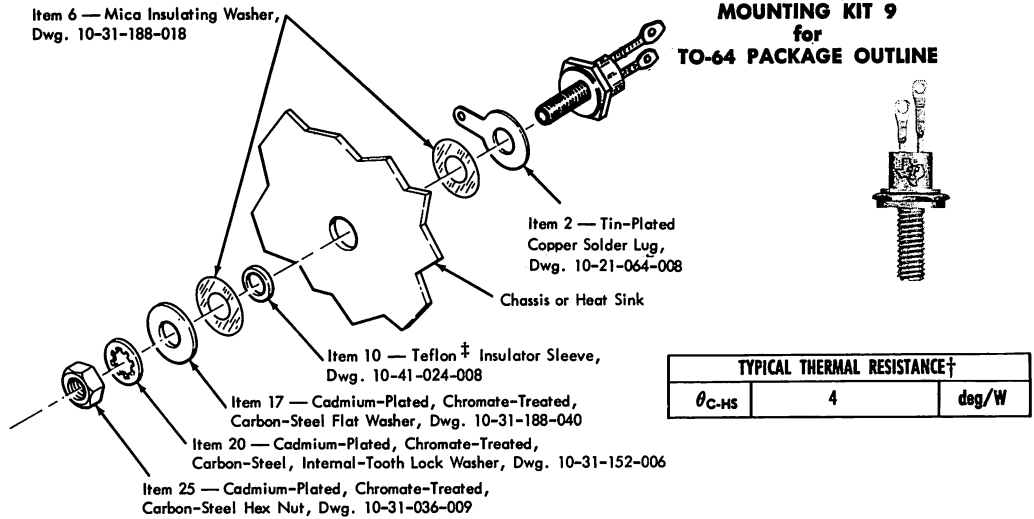 Item 6 — Mica Insulating Washer,
Dwg. 10-31-188-018
MOUNTING KIT 9
for
TO-64 PACKAGE OUTLINE
Item 2 — Tin-Plated
Copper Solder Lug,
Dwg. 10-21-064-008
Chassis or Heat Sink
Item 10 — Teflon ‡ Insulator Sleeve,
Dwg. 10-41-024-008
Item 17 — Cadmium-Plated, Chromate-Treated,
Carbon-Steel Flat Washer, Dwg. 10-31-188-040
Item 20 — Cadmium-Plated, Chromate-Treated,
Carbon-Steel, Internal-Tooth Lock Washer, Dwg. 10-31-152-006
Item 25 — Cadmium-Plated, Chromate-Treated,
Carbon-Steel Hex Nut, Dwg. 10-31-036-009
TYPICAL THERMAL RESISTANCE†
θC-HS 4 deg/W